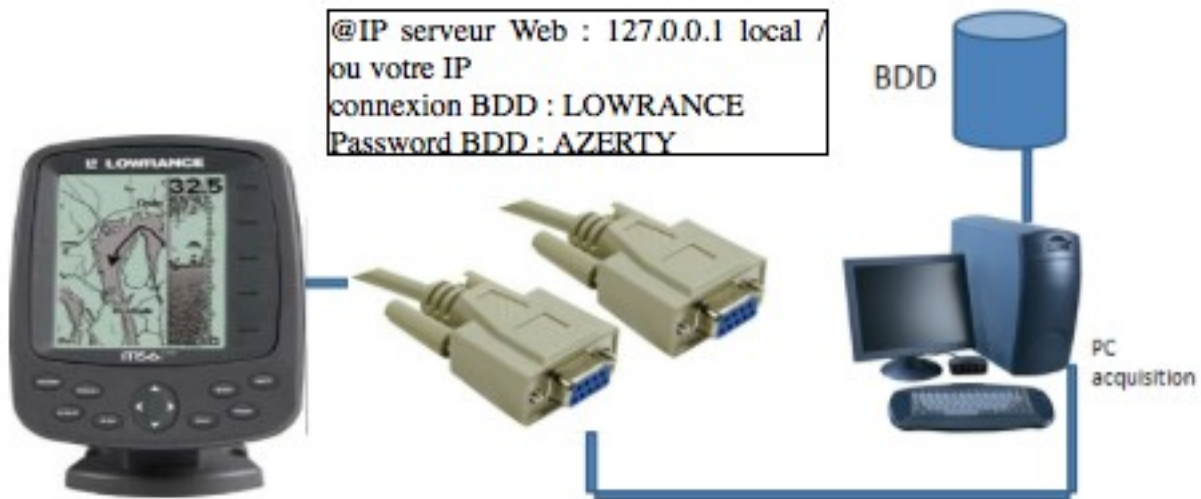 @IP serveur Web : 127.0.0.1 local /
ou votre IP
connexion BDD : LOWRANCE
Password BDD : AZERTY
BDD
LOWRANCE
32.5
PC
acquisition